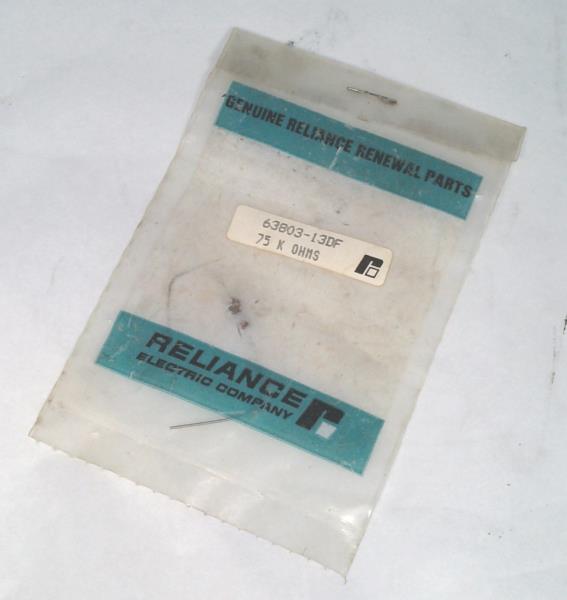 GENUINE RELIANCE RENEWAL PARTS
63803-13DF
75 K OHMS
RELIANCE
ELECTRIC COMPANY